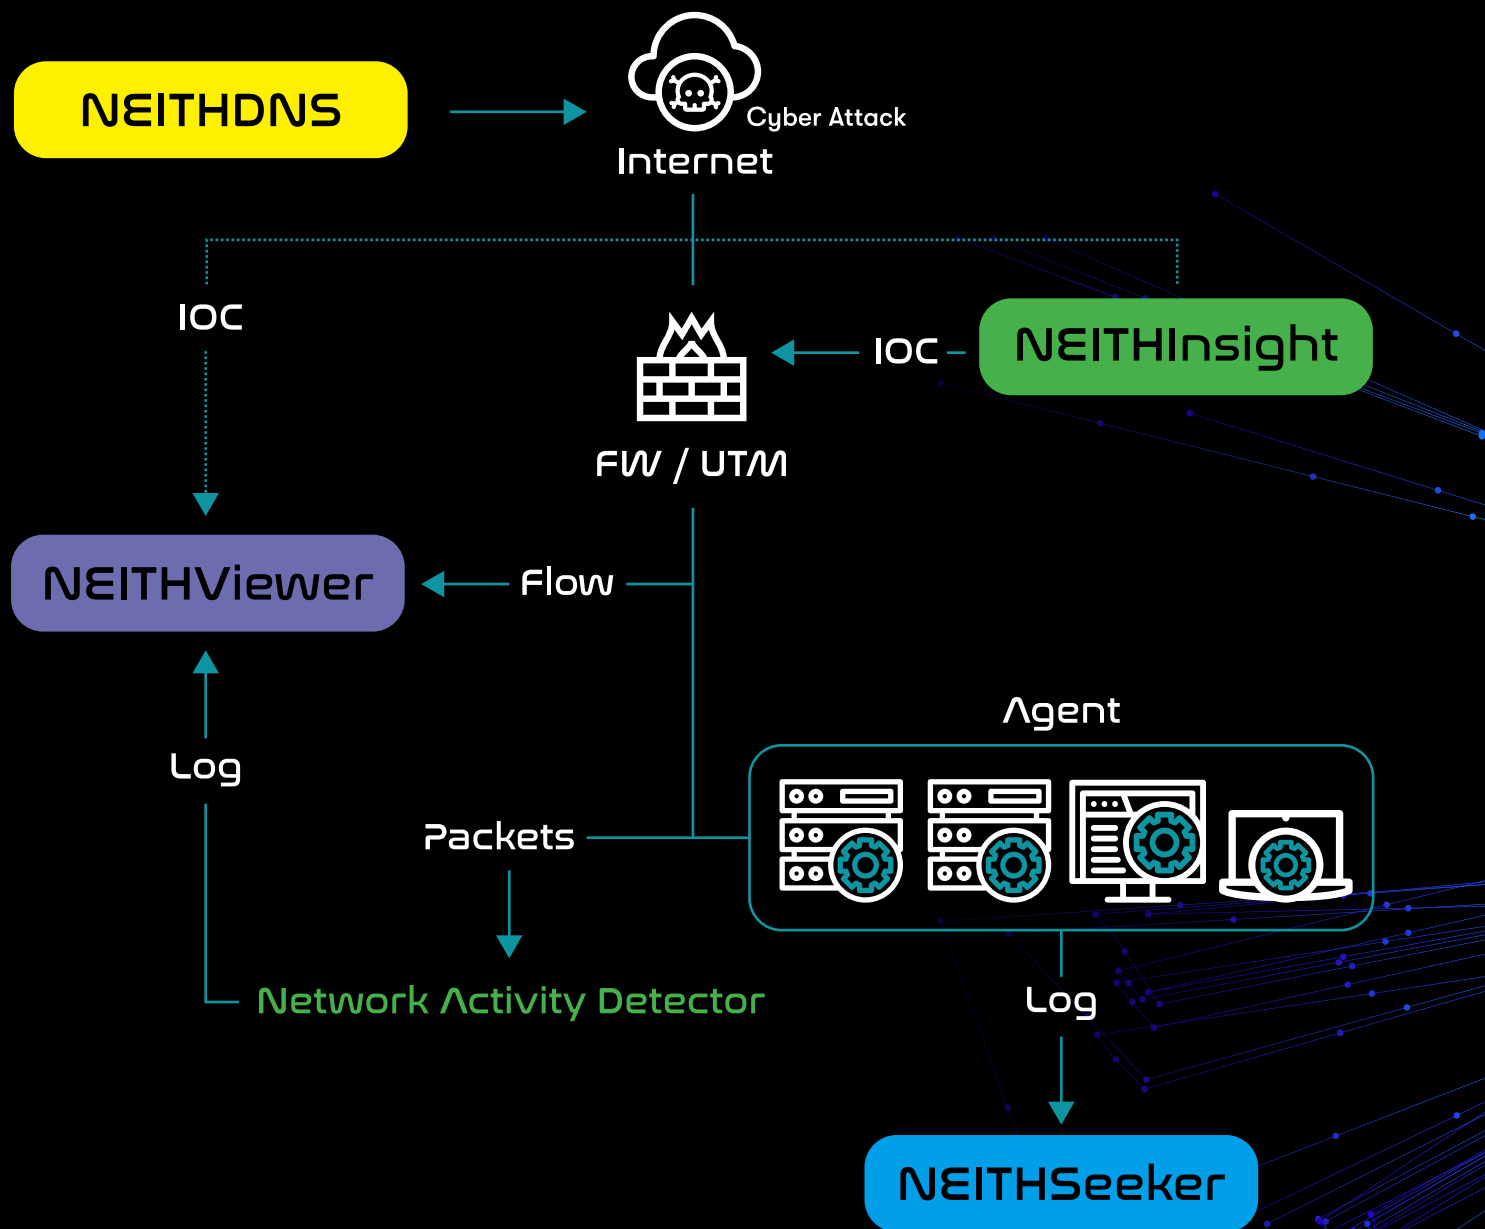 NEITHDNS
Cyber Attack
Internet
IOC
NEITHInsight
IOC
FW / UTM
NEITHViewer
Flow
Agent
Log
Packets
Network Activity Detector
Log
NEITHSeeker